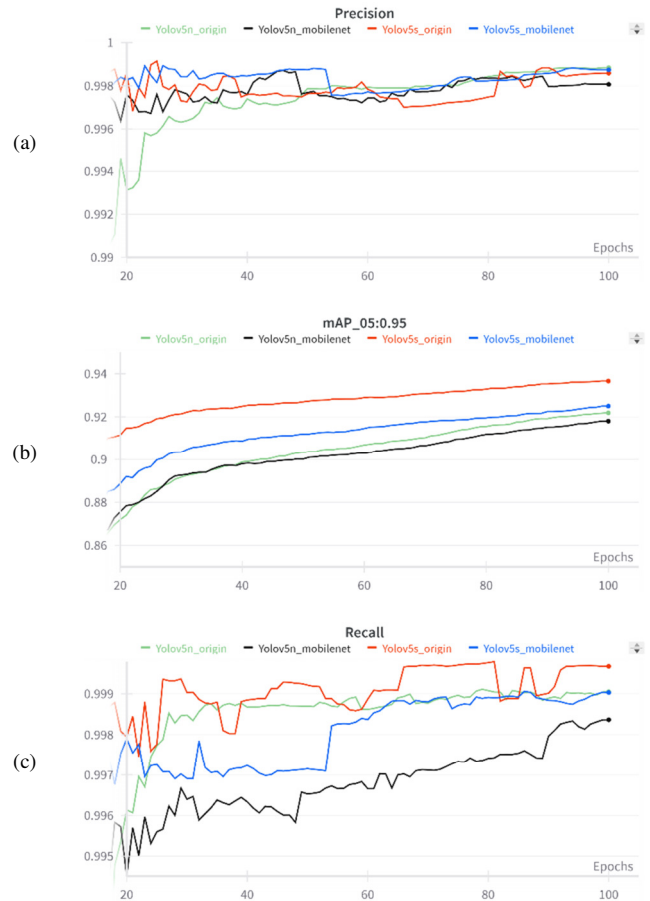 Precision
Yolov5n_origin Yolov5n_mobilenet Yolov5s_origin Yolov5s_mobilenet
1
0.998
0.996
(a)
0.994
0.992
0.99
Epochs
20 40 60 80 100
mAP_05:0.95
Yolov5n_origin Yolov5n_mobilenet Yolov5s_origin Yolov5s_mobilenet
0.94
0.92
(b)
0.9
0.88
0.86
Epochs
20 40 60 80 100
Recall
Yolov5n_origin Yolov5n_mobilenet Yolov5s_origin Yolov5s_mobilenet
0.999
0.998
(c)
0.997
0.996
0.995
Epochs
20 40 60 80 100